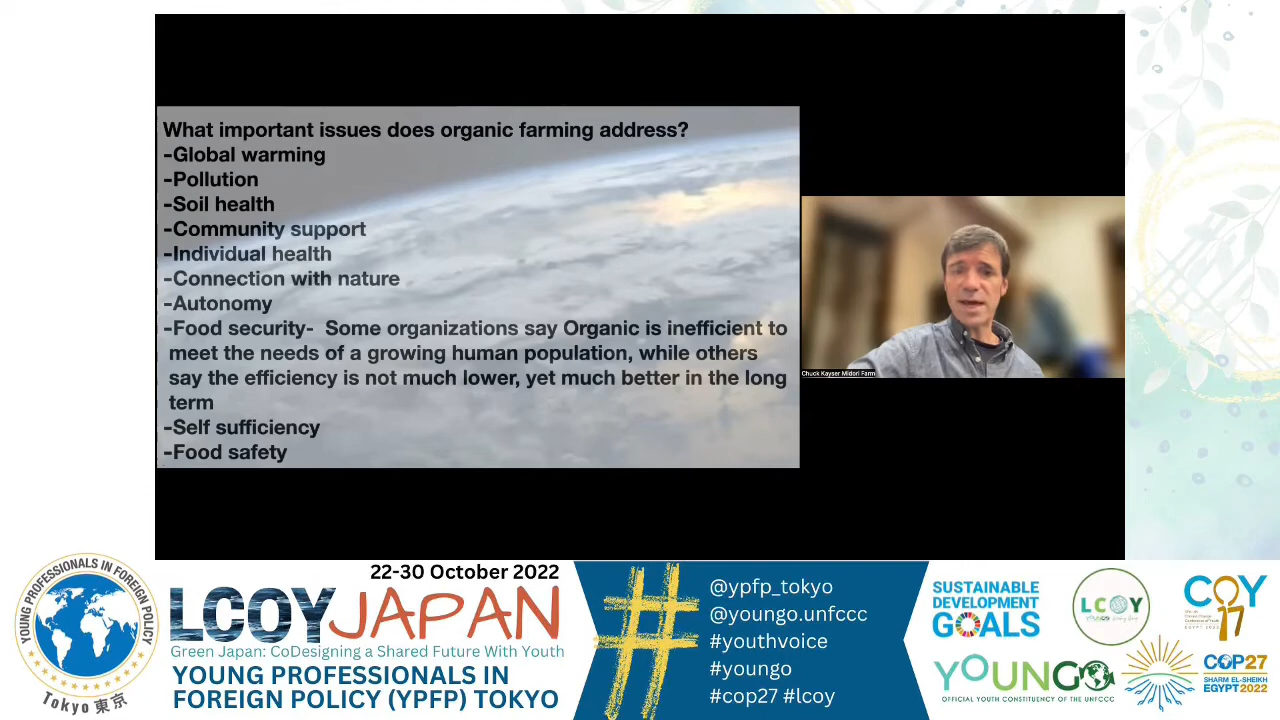 What important issues does organic farming address?
-Global warming
-Pollution
-Soil health
-Community support
-Individual health
-Connection with nature
-Autonomy
-Food security- Some organizations say Organic is inefficient to
meet the needs of a growing human population, while others
say the efficiency is not much lower, yet much better in the long
term
-Self sufficiency
-Food safety
Chuck Kayser Midori Farm
YOUNG PROFESSIONALS IN FOREIGN POLICY
Tokyo 東京
22-30 October 2022
LCOY JAPAN
Green Japan: CoDesigning a Shared Future With Youth
YOUNG PROFESSIONALS IN
FOREIGN POLICY (YPFP) TOKYO
#
@ypfp_tokyo
@youngo.unfccc
#youthvoice
#youngo
#cop27 #lcoy
SUSTAINABLE
DEVELOPMENT
GOALS
LCOY
COY
17
YOUNGO
OFFICIAL YOUTH CONSTITUENCY OF THE UNFCCC
COP27
SHARM EL-SHEIKH
EGYPT2022